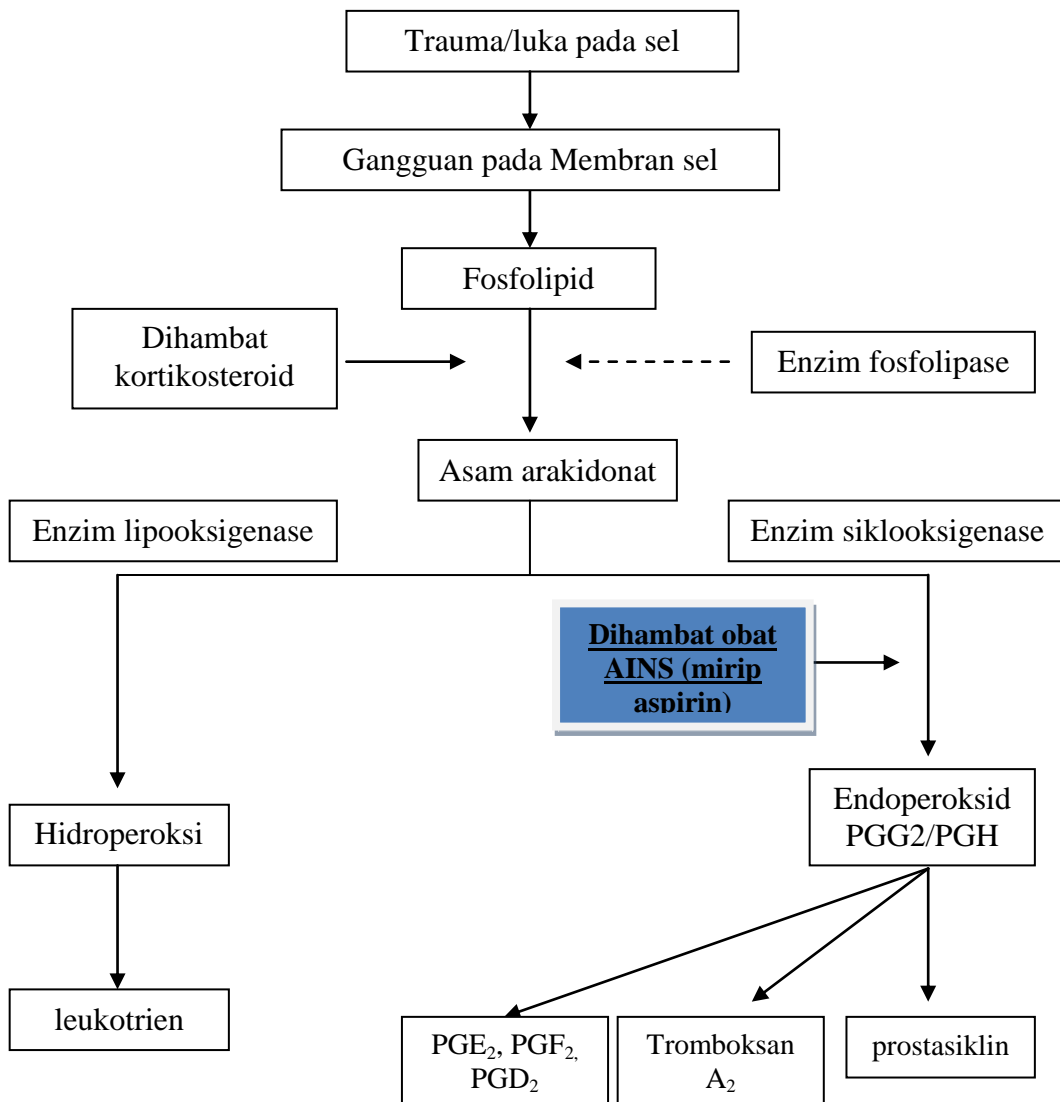 Trauma/luka pada sel
Gangguan pada Membran sel
Fosfolipid
Dihambat
kortikosteroid
Enzim fosfolipase
Asam arakidonat
Enzim lipooksigenase
Enzim siklooksigenase
Dihambat obat
AINS (mirip
aspirin)
Hidroperoksi
Endoperoksid
PGG2/PGH
leukotrien
PGE₂, PGF₂,
PGD₂
Tromboksan
A₂
prostasiklin